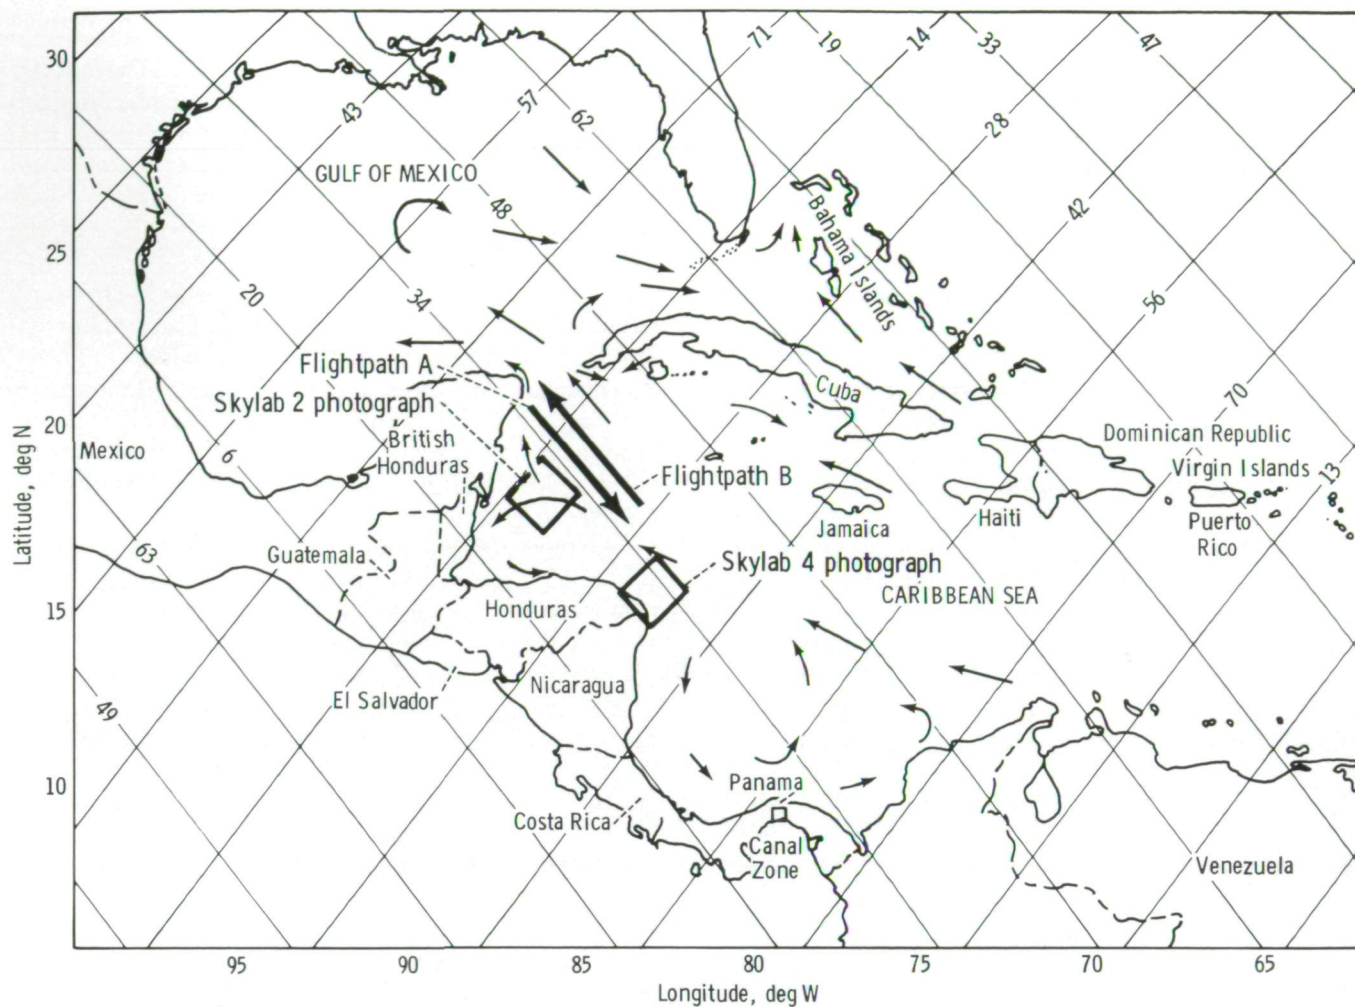 71
19
14
33
47
30
43
57
62
28
GULF OF MEXICO
Bahama Islands
48
42
25
20
34
56
Flightpath A
Skylab 2 photograph
Cuba
20
British
Honduras
70
Mexico
6
Dominican Republic
Virgin Islands
13
Flightpath B
Latitude, deg N
Jamaica
Haiti
Puerto
Rico
63
Guatemala
Skylab 4 photograph
CARIBBEAN SEA
15
Honduras
Nicaragua
El Salvador
49
10
Panama
Costa Rica
Canal
Zone
Venezuela
95
90
85
80
75
70
65
Longitude, deg W